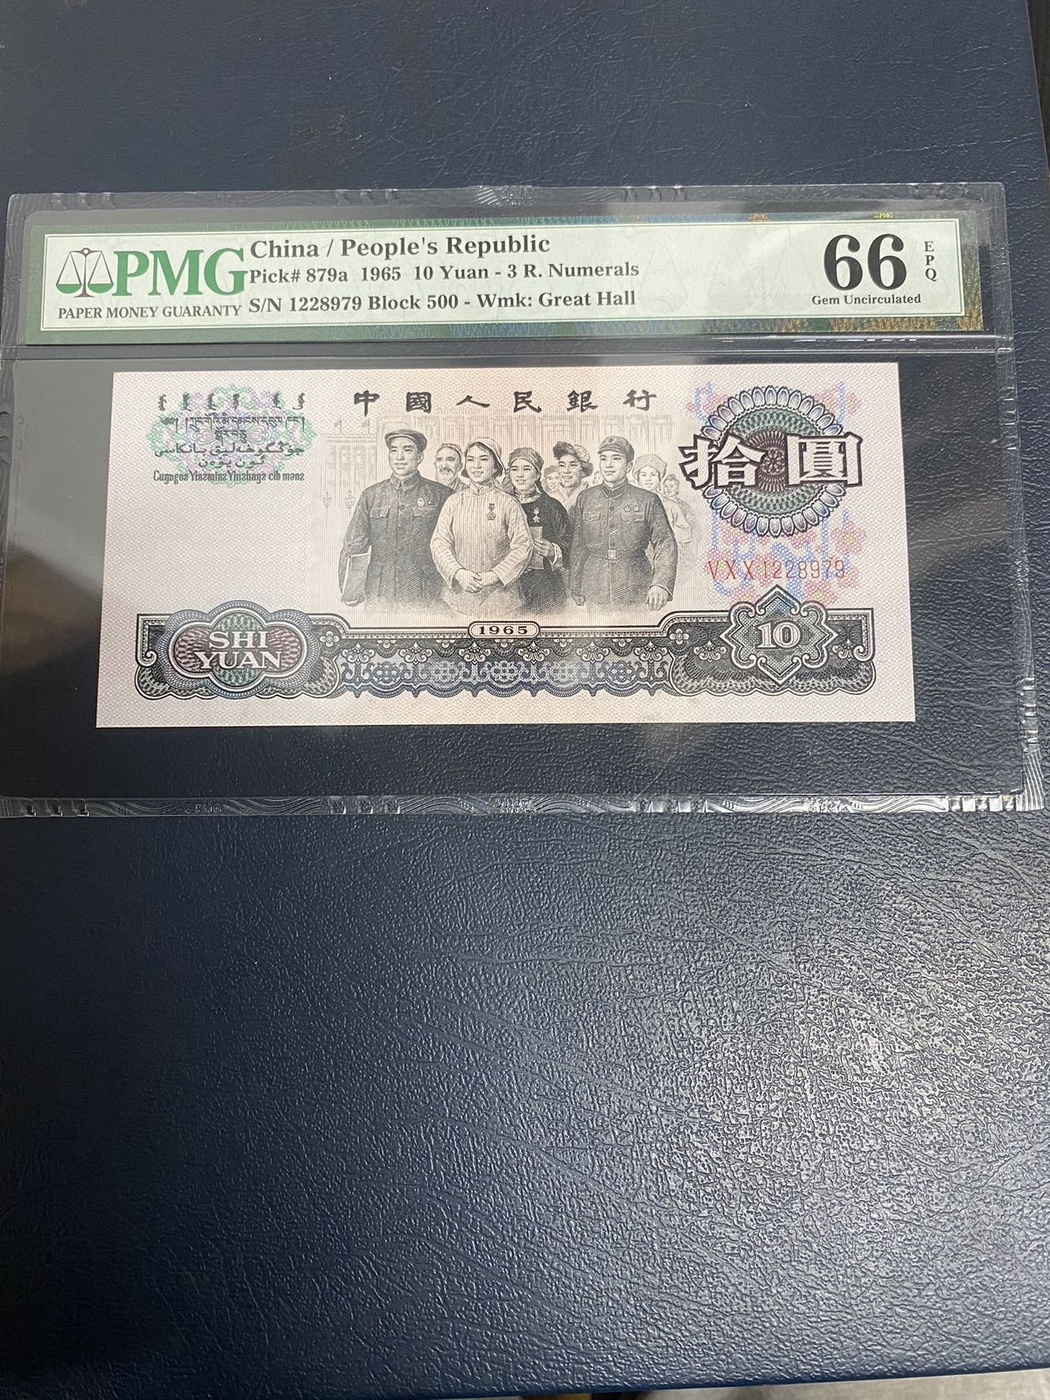 PMG
PAPER MONEY GUARANTY
China / People's Republic
Pick# 879a 1965 10 Yuan - 3 R. Numerals
S/N 1228979 Block 500 - Wmk: Great Hall
66
EPQ
Gem Uncirculated
中國人民銀行
拾圓
VXX1228979
1965
SHI
YUAN
10